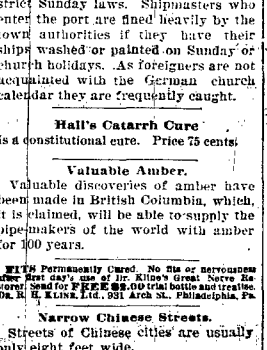 strict Sunday laws. Shipmasters who
enter the port are fined heavily by the
town authorities if they have their
ships washed or painted on Sunday or
church holidays. As foreigners are not
acquainted with the German church
calendar they are frequently caught.
Hall's Catarrh Cure
is a constitutional cure. Price 75 cents.
Valuable Amber.
Valuable discoveries of amber have
been made in British Columbia, which,
it is claimed, will be able to supply the
pipe-makers of the world with amber
for 100 years.
FITS Permanently Cured. No fits or nervousness
after first day's use of Dr. Kline's Great Nerve Re-
storer. Send for FREE $2.00 trial bottle and treatise.
DR. R. H. KLINE, Ltd., 931 Arch St., Philadelphia, Pa.
Narrow Chinese Streets.
Streets of Chinese cities are usually
only eight feet wide.